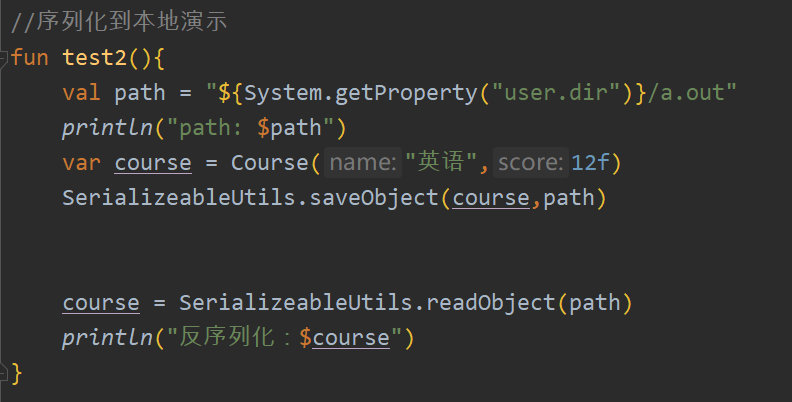 //序列化到本地演示
fun test2(){
val path = "${System.getProperty("user.dir")}/a.out"
println("path: $path")
var course = Course( name: "英语", score: 12f)
SerializeableUtils.saveObject(course,path)
course = SerializeableUtils.readObject(path)
println("反序列化：$course")
}